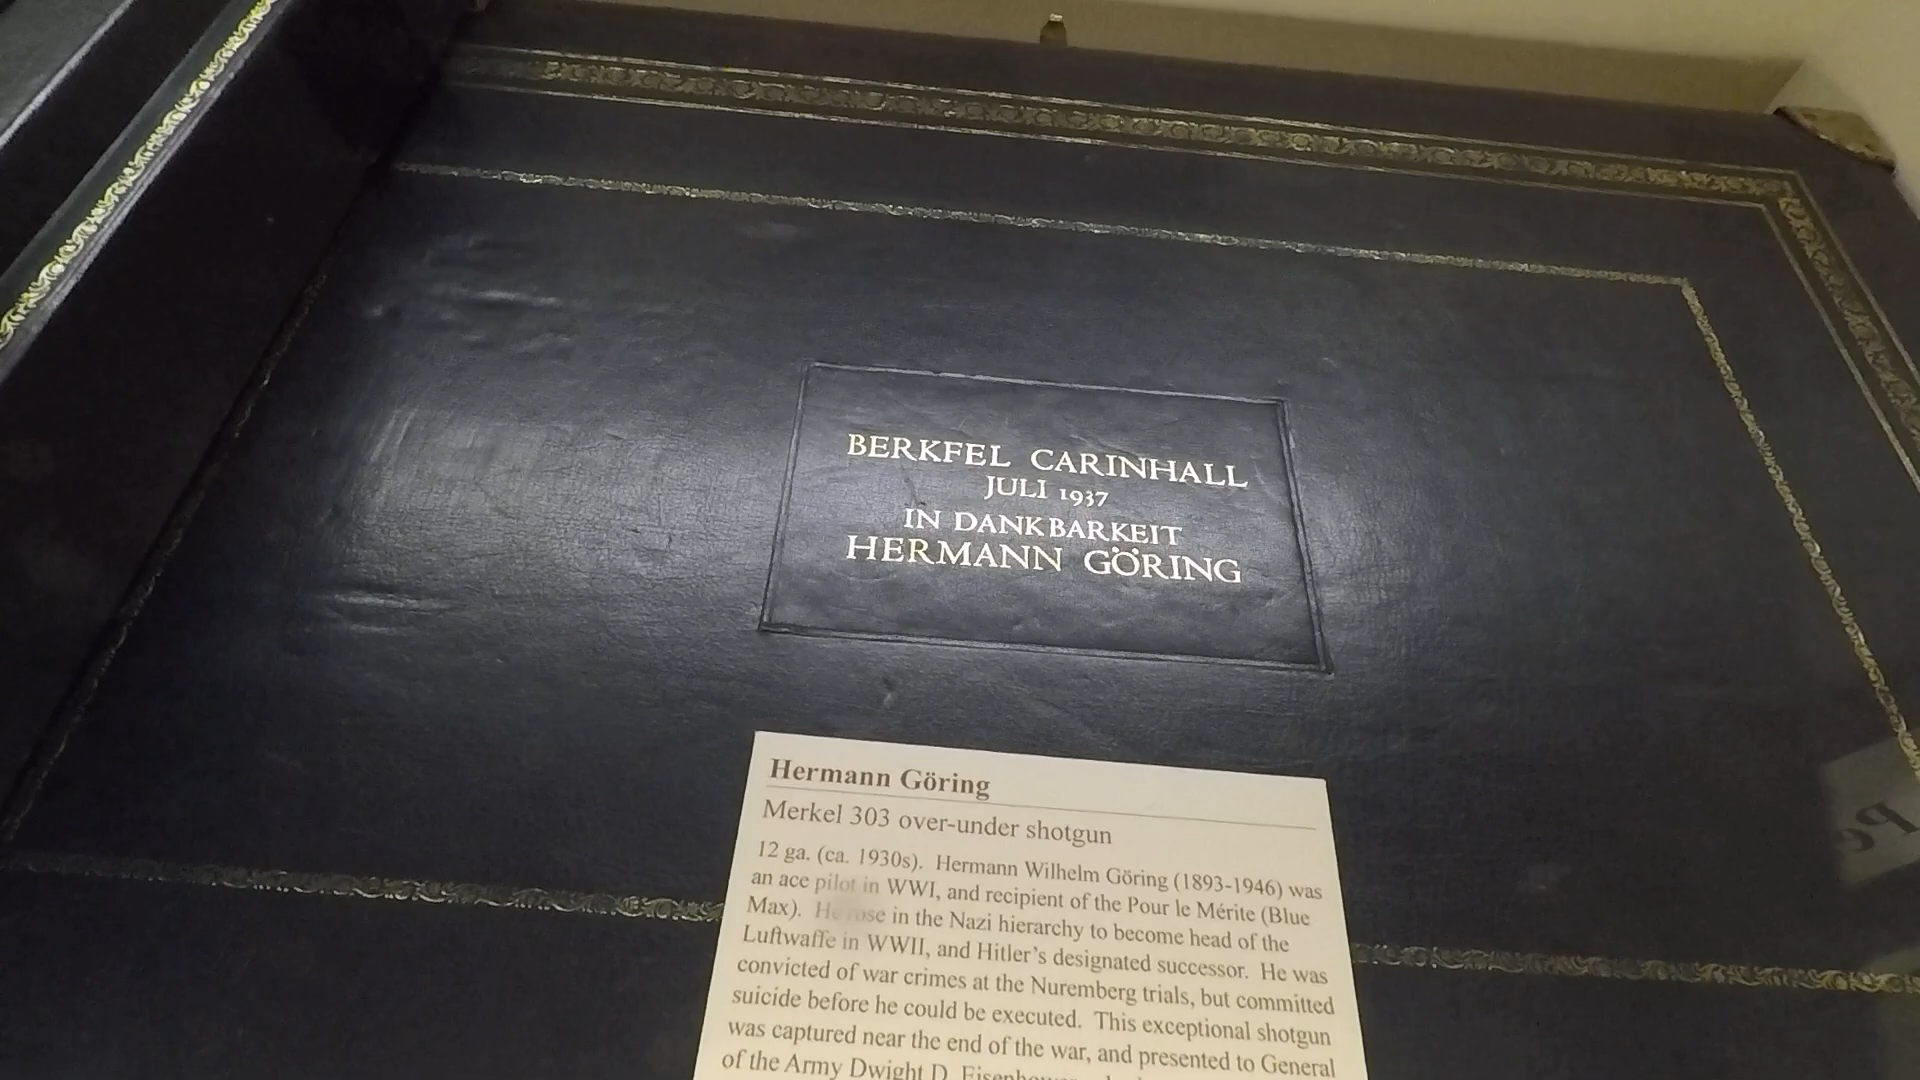 BERKFEL CARINHALL
JULI 1937
IN DANKBARKEIT
HERMANN GÖRING
Hermann Göring
Merkel 303 over-under shotgun
12 ga. (ca. 1930s). Hermann Wilhelm Göring (1893-1946) was
an ace pilot in WWI, and recipient of the Pour le Mérite (Blue
Max). He rose in the Nazi hierarchy to become head of the
Luftwaffe in WWII, and Hitler's designated successor. He was
convicted of war crimes at the Nuremberg trials, but committed
suicide before he could be executed. This exceptional shotgun
was captured near the end of the war, and presented to General
of the Army Dwight D.